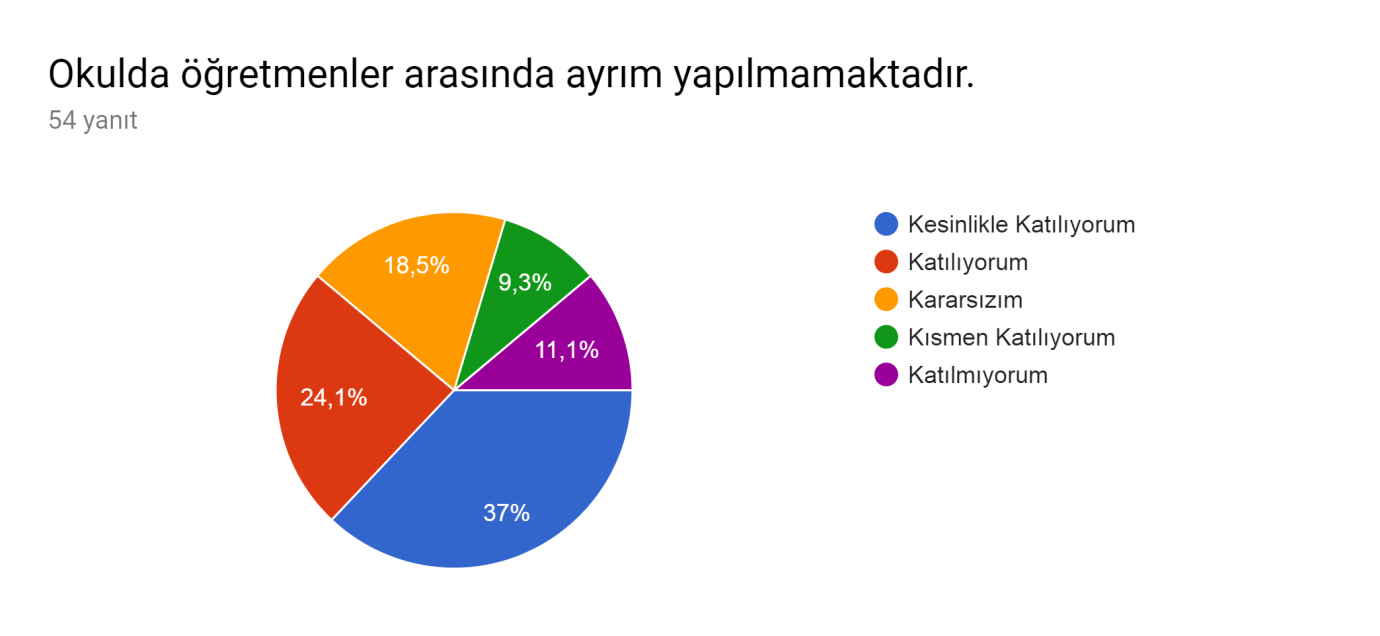 Okulda öğretmenler arasında ayrım yapılmamaktadır.
54 yanıt
18,5%
9,3%
11,1%
24,1%
37%
Kesinlikle Katılıyorum
Katılıyorum
Kararsızım
Kısmen Katılıyorum
Katılmıyorum